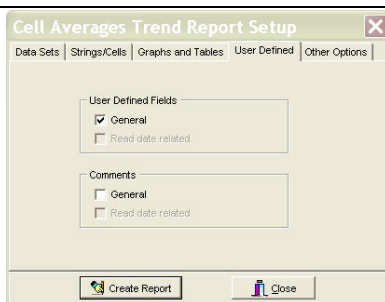 Cell Averages Trend Report Setup
Data Sets Strings/Cells Graphs and Tables User Defined Other Options
User Defined Fields
General
Read date related
Comments
General
Read date related
Create Report Close